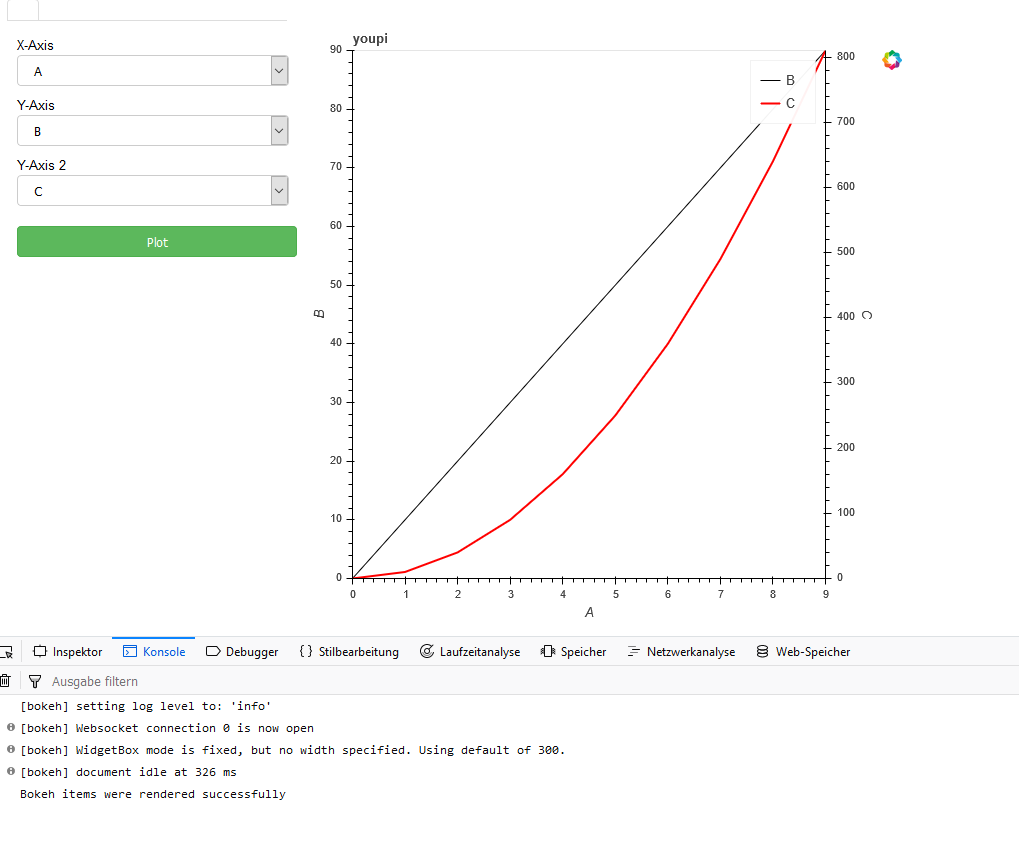 X-Axis
A
Y-Axis
B
Y-Axis 2
C
Plot
youpi
90
80
70
60
50
40
30
20
10
0
B
B
C
800
700
600
500
400
300
200
100
0
C
0 1 2 3 4 5 6 7 8 9
A
Inspektor Konsole Debugger Stilbearbeitung Laufzeitanalyse Speicher Netzwerkanalyse Web-Speicher
Ausgabe filtern
[bokeh] setting log level to: 'info'
[bokeh] Websocket connection 0 is now open
[bokeh] WidgetBox mode is fixed, but no width specified. Using default of 300.
[bokeh] document idle at 326 ms
Bokeh items were rendered successfully